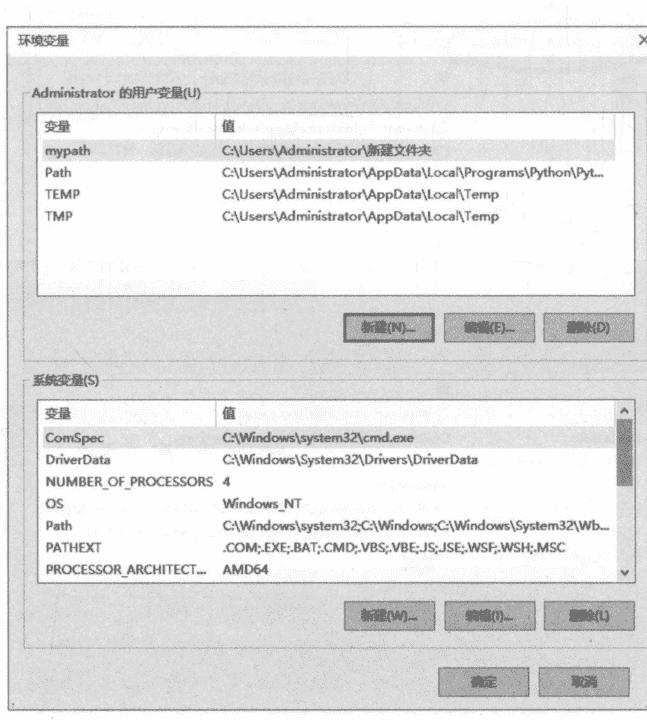 环境变量
Administrator 的用户变量(U)
变量 值
mypath C:\Users\Administrator\新建文件夹
Path C:\Users\Administrator\AppData\Local\Programs\Python\Pyt...
TEMP C:\Users\Administrator\AppData\Local\Temp
TMP C:\Users\Administrator\AppData\Local\Temp
新建(N)... 编辑(E)... 删除(D)
系统变量(S)
变量 值
ComSpec C:\Windows\system32\cmd.exe
DriverData C:\Windows\System32\Drivers\DriverData
NUMBER_OF_PROCESSORS 4
OS Windows_NT
Path C:\Windows\system32;C:\Windows;C:\Windows\System32\Wb...
PATHEXT .COM;.EXE;.BAT;.CMD;.VBS;.VBE;.JS;.JSE;.WSF;.WSH;.MSC
PROCESSOR_ARCHITECT... AMD64
新建(W)... 编辑(I)... 删除(L)
确定 取消